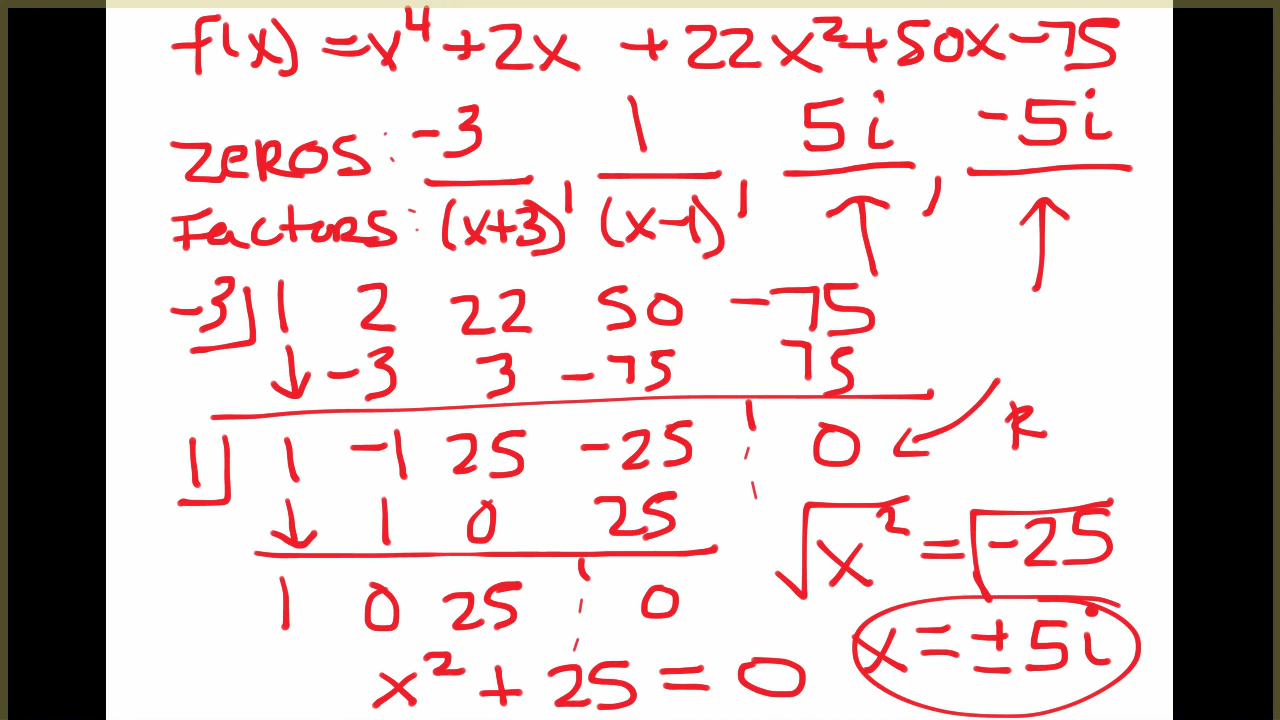 f(x) = x⁴ + 2x + 22x² + 50x - 75
zeros : -3 , 1 , 5i , -5i
Factors : (x+3) (x-1)
-3 | 1 2 22 50 -75
-3 3 -75 75
1 | 1 -1 25 -25 0 R
1 0 25
1 0 25 0
√x² = √-25
x² + 25 = 0
x = ±5i